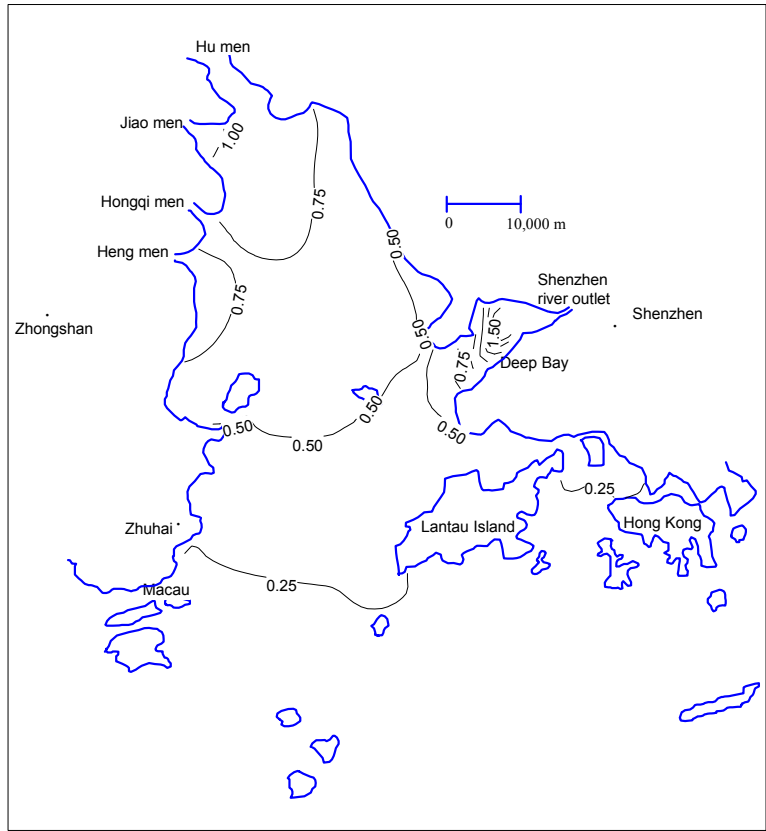 Hu men
Jiao men
1.00
Hongqi men
0.75
0
10,000 m
Heng men
0.50
Shenzhen
river outlet
0.75
Shenzhen
Zhongshan
0.50
1.50
Deep Bay
0.75
0.50
0.50
0.50
0.50
0.25
Zhuhai
Lantau Island
Hong Kong
0.25
Macau